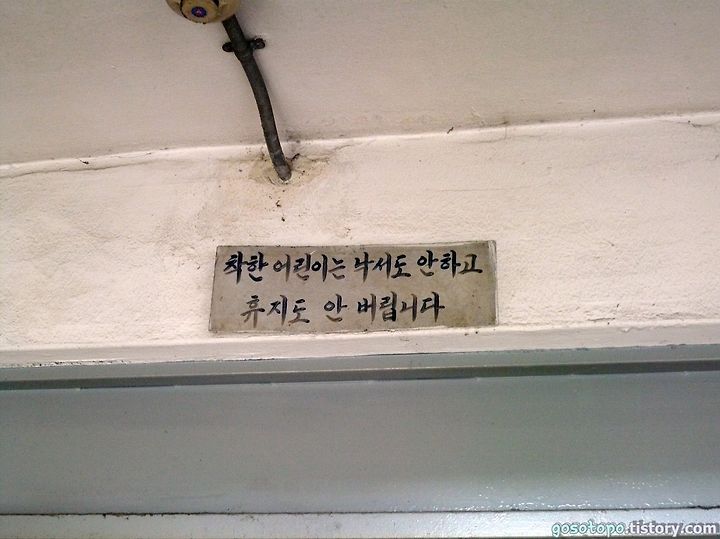 착한 어린이는 낙서도 안하고
휴지도 안 버립니다
gosotopo.tistory.com